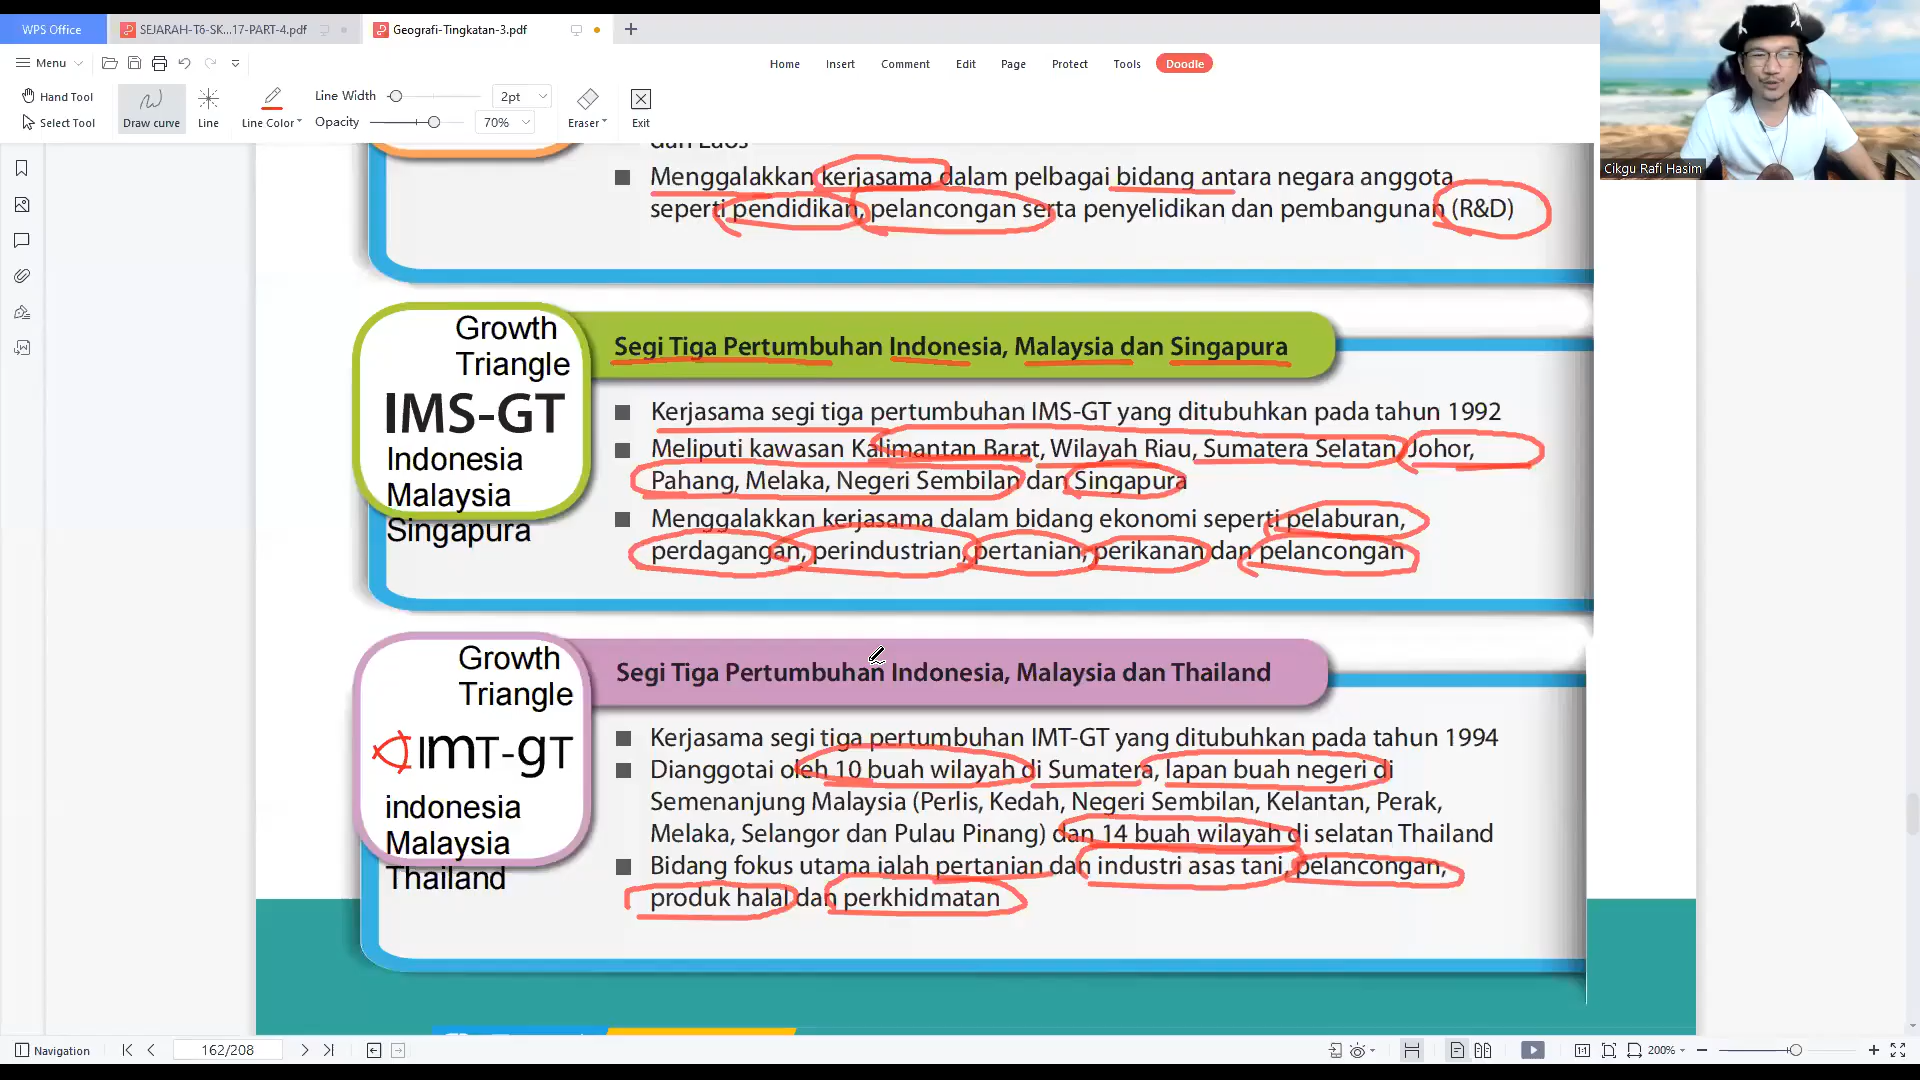 WPS Office
SEJARAH-T6-SK...17-PART-4.pdf
Geografi-Tingkatan-3.pdf
Menu
Home
Insert
Comment
Edit
Page
Protect
Tools
Doodle
Hand Tool
Select Tool
Draw curve
Line
Line Color
Line Width
2pt
Opacity
70%
Eraser
Exit
Cikgu Rafi Hasim
dan Laos
Menggalakkan kerjasama dalam pelbagai bidang antara negara anggota
seperti pendidikan, pelancongan serta penyelidikan dan pembangunan (R&D)
Growth
Triangle
IMS-GT
Indonesia
Malaysia
Singapura
Segi Tiga Pertumbuhan Indonesia, Malaysia dan Singapura
Kerjasama segi tiga pertumbuhan IMS-GT yang ditubuhkan pada tahun 1992
Meliputi kawasan Kalimantan Barat, Wilayah Riau, Sumatera Selatan, Johor,
Pahang, Melaka, Negeri Sembilan dan Singapura
Menggalakkan kerjasama dalam bidang ekonomi seperti pelaburan,
perdagangan, perindustrian, pertanian, perikanan dan pelancongan
Growth
Triangle
ImT-gT
indonesia
Malaysia
Thailand
Segi Tiga Pertumbuhan Indonesia, Malaysia dan Thailand
Kerjasama segi tiga pertumbuhan IMT-GT yang ditubuhkan pada tahun 1994
Dianggotai oleh 10 buah wilayah di Sumatera, lapan buah negeri di
Semenanjung Malaysia (Perlis, Kedah, Negeri Sembilan, Kelantan, Perak,
Melaka, Selangor dan Pulau Pinang) dan 14 buah wilayah di selatan Thailand
Bidang fokus utama ialah pertanian dan industri asas tani, pelancongan,
produk halal dan perkhidmatan
Navigation
162/208
200%